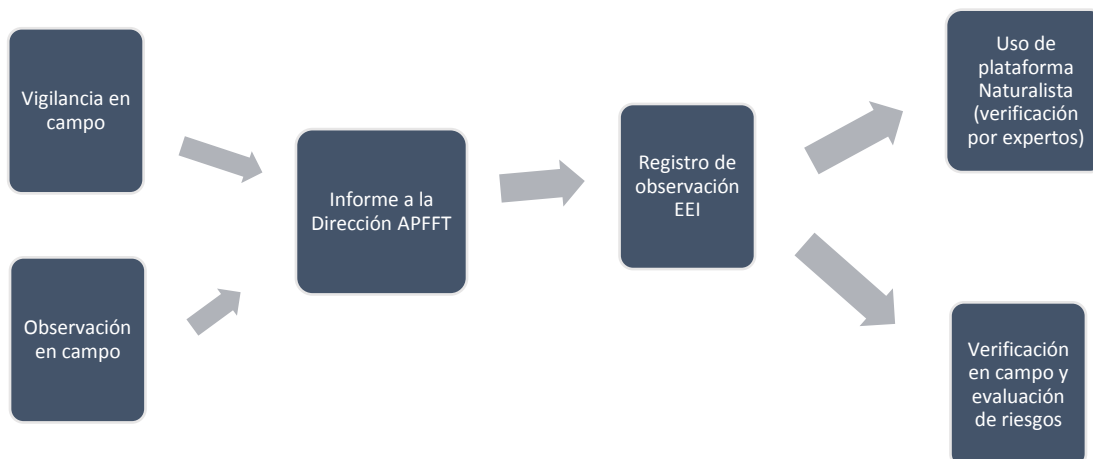 Vigilancia en
campo
Observación
en campo
Informe a la
Dirección APFFT
Registro de
observación
EEI
Uso de
plataforma
Naturalista
(verificación
por expertos)
Verificación
en campo y
evaluación
de riesgos